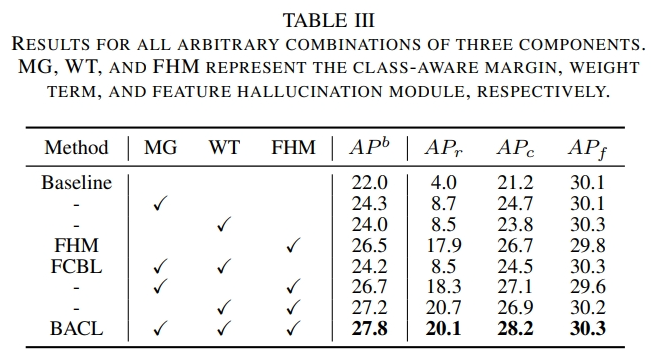 TABLE III
RESULTS FOR ALL ARBITRARY COMBINATIONS OF THREE COMPONENTS.
MG, WT, AND FHM REPRESENT THE CLASS-AWARE MARGIN, WEIGHT
TERM, AND FEATURE HALLUCINATION MODULE, RESPECTIVELY.
Method MG WT FHM AP^b AP_r AP_c AP_f
Baseline 22.0 4.0 21.2 30.1
- ✓ 24.3 8.7 24.7 30.1
- ✓ 24.0 8.5 23.8 30.3
FHM ✓ 26.5 17.9 26.7 29.8
FCBL ✓ ✓ 24.2 8.5 24.5 30.3
- ✓ ✓ 26.7 18.3 27.1 29.6
- ✓ ✓ 27.2 20.7 26.9 30.2
BACL ✓ ✓ ✓ 27.8 20.1 28.2 30.3